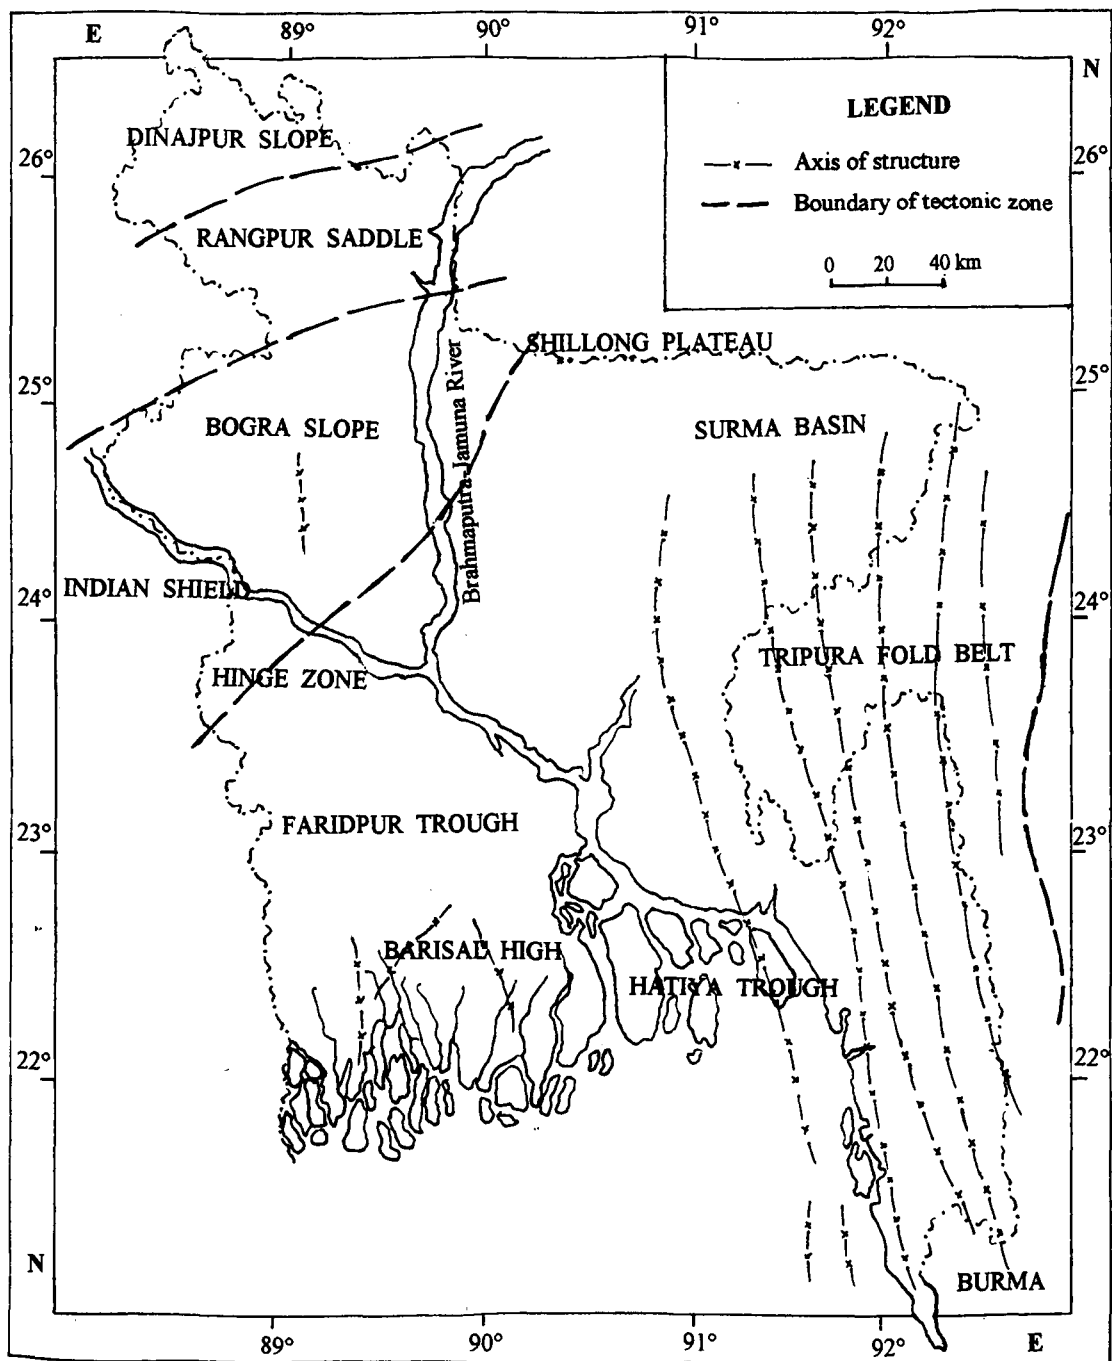 E 89° 90° 91° 92°
N
LEGEND
Axis of structure
Boundary of tectonic zone
0 20 40 km
26° 26°
DINAJPUR SLOPE
RANGPUR SADDLE
SHILLONG PLATEAU
25° 25°
BOGRA SLOPE
Brahmaputra-Jamuna River
SURMA BASIN
INDIAN SHIELD
24° 24°
TRIPURA FOLD BELT
HINGE ZONE
FARIDPUR TROUGH
23° 23°
BARISAD HIGH
HATIYA TROUGH
22° 22°
N
BURMA
89° 90° 91° 92° E